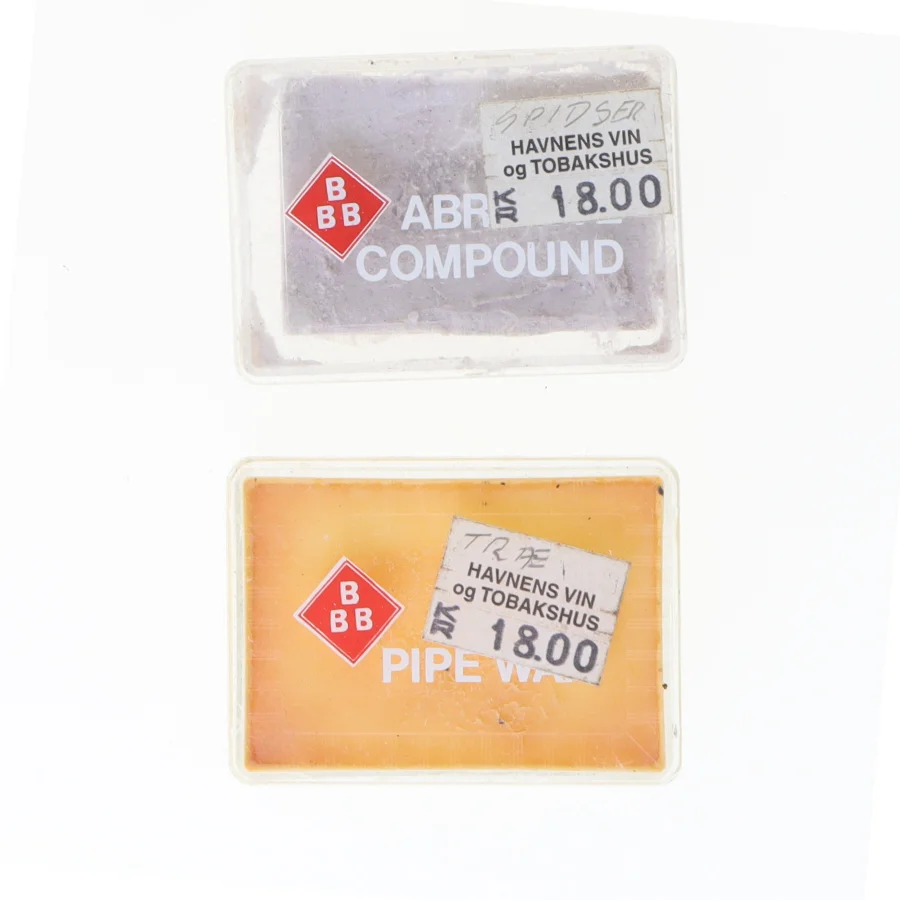 SPIDSER
HAVNENS VIN
og TOBAKSHUS
KR 18.00
B
BB
ABR
COMPOUND
TRÆ
HAVNENS VIN
og TOBAKSHUS
KR 18.00
B
BB
PIPE WA